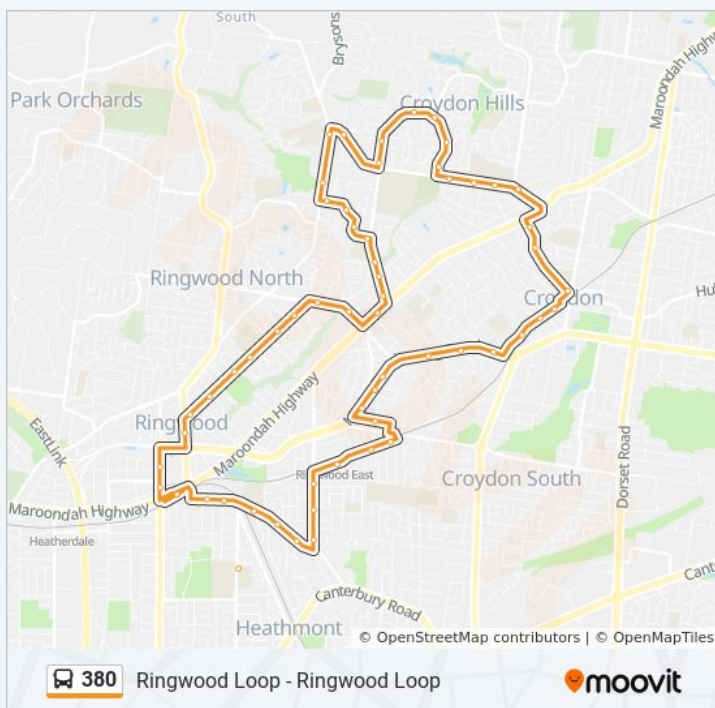 South
Brysons
Park Orchards
Croydon Hills
Maroondah Highway
Ringwood North
Croydon
Hu
Maroondah Highway
Ringwood
EastLink
Ringwood East
Croydon South
Dorset Road
Maroondah Highway
Heatherdale
Canterbury Road
Cant
Heathmont
© OpenStreetMap contributors | © OpenMapTiles
380 Ringwood Loop - Ringwood Loop
moovit